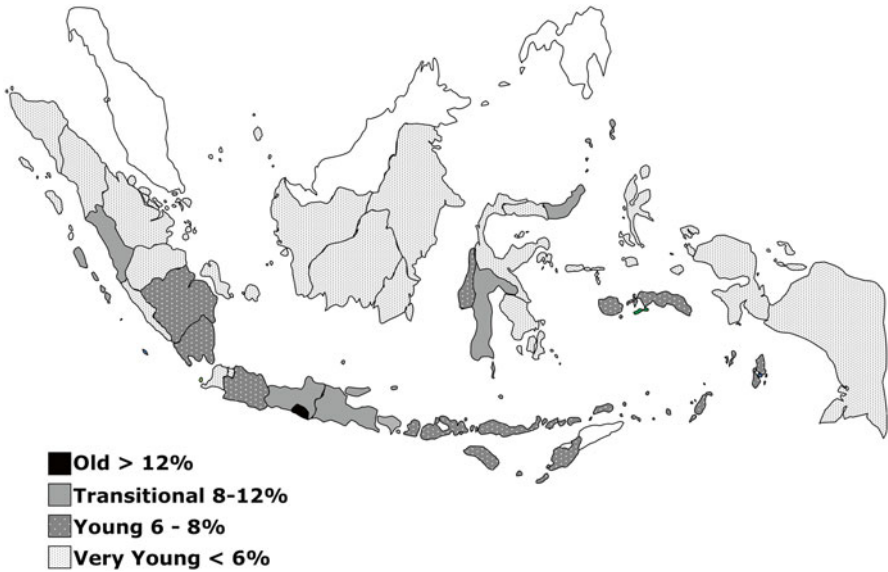 Old > 12%
Transitional 8-12%
Young 6 - 8%
Very Young < 6%